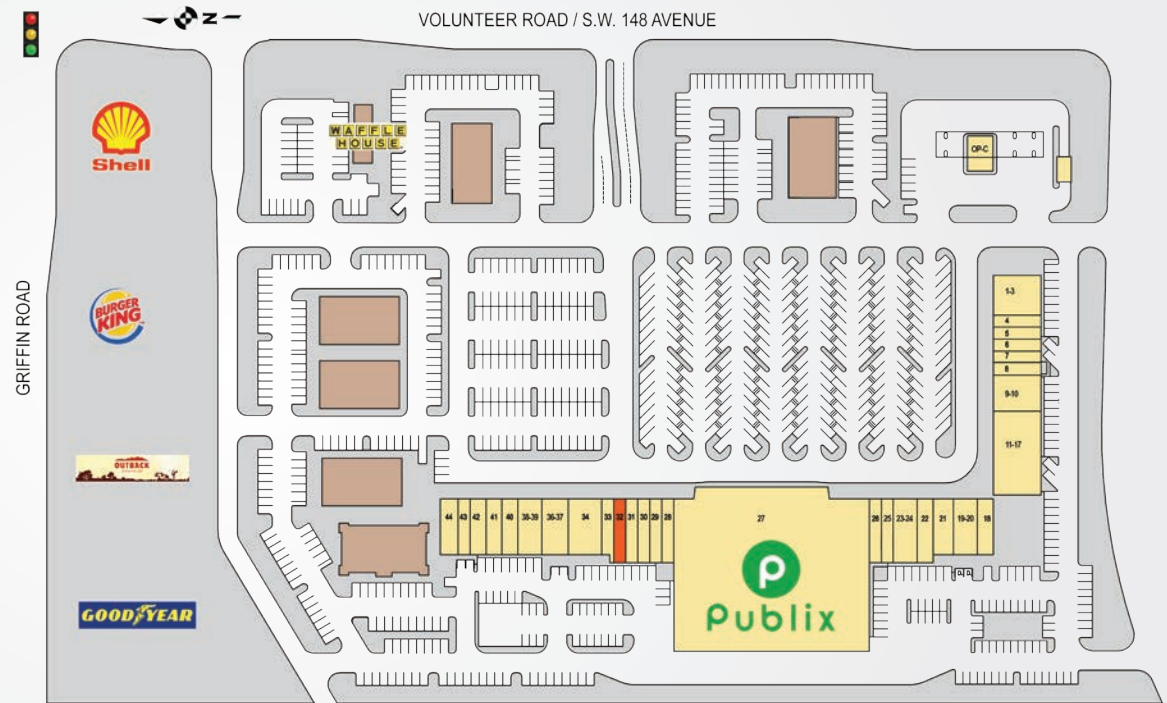 Z
VOLUNTEER ROAD / S.W. 148 AVENUE
GRIFFIN ROAD
Shell
WAFFLE
HOUSE
OP-C
BURGER
KING
OUTBACK
GOODYEAR
1-3
4
5
6
7
8
9-10
11-17
44 43 42 41 40 38-39 36-37 34 33 32 31 30 29 28 27 26 25 23-24 22 21 19-20 18
P
Publix